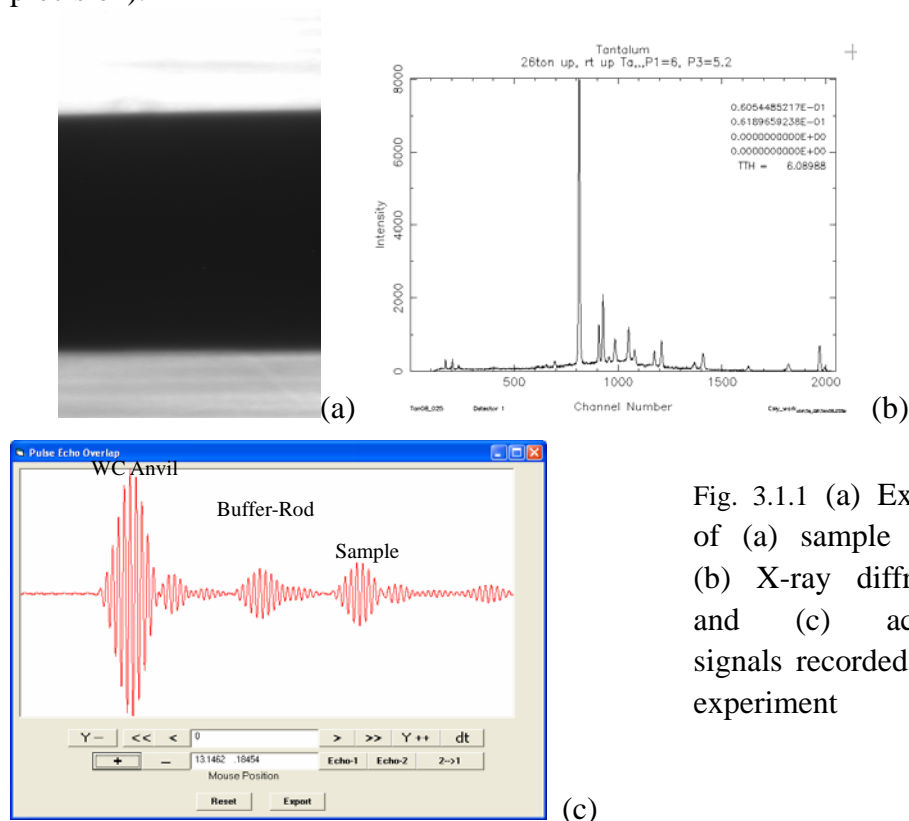 Tantalum
26ton up, rt up Ta,,,P1=6, P3=5.2
8000
6000
4000
2000
0
Intensity
0.6054485217E-01
0.6189659238E-01
0.0000000000E+00
0.0000000000E+00
TTH = 6.08988
500
1000
1500
2000
Channel Number
Detector 1
(a)
(b)
Pulse Echo Overlap
WC Anvil
Buffer-Rod
Sample
Y −
<<
<
0
>
>>
Y ++
dt
+
−
13.1462 .18454
Echo-1
Echo-2
2-->1
Mouse Position
Reset
Export
(c)
Fig. 3.1.1 (a) Ex
of (a) sample
(b) X-ray diffr
and (c) ac
signals recorded
experiment